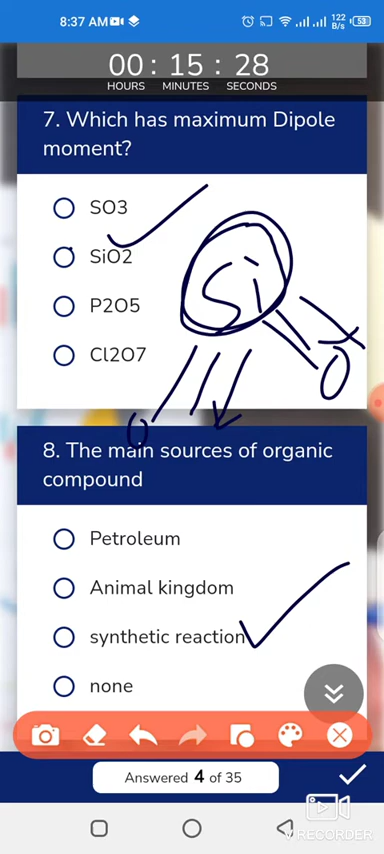 8:37 AM
122
B/s
53
00 : 15 : 28
HOURS MINUTES SECONDS
7. Which has maximum Dipole
moment?
SO3
SiO2
P2O5
Cl2O7
Si
O
O
8. The main sources of organic
compound
Petroleum
Animal kingdom
synthetic reaction
none
Answered 4 of 35
V RECORDER